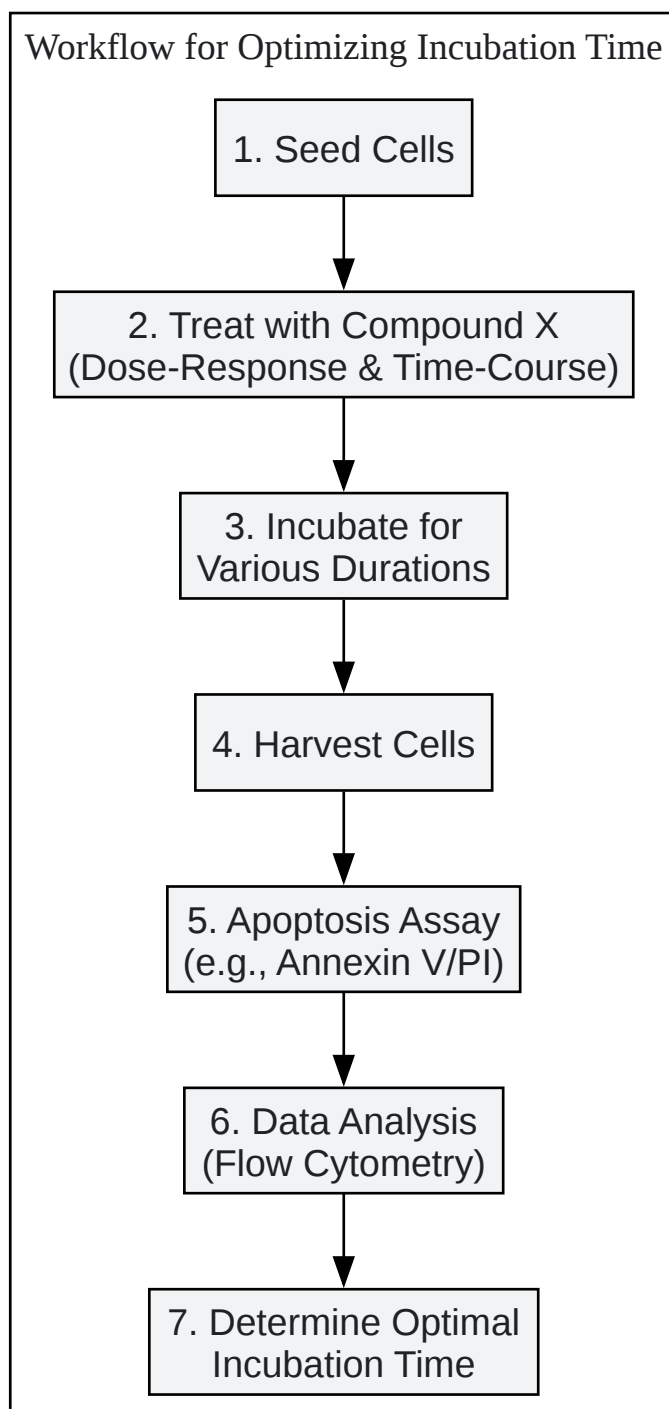 Workflow for Optimizing Incubation Time
1. Seed Cells
2. Treat with Compound X
(Dose-Response & Time-Course)
3. Incubate for
Various Durations
4. Harvest Cells
5. Apoptosis Assay
(e.g., Annexin V/PI)
6. Data Analysis
(Flow Cytometry)
7. Determine Optimal
Incubation Time